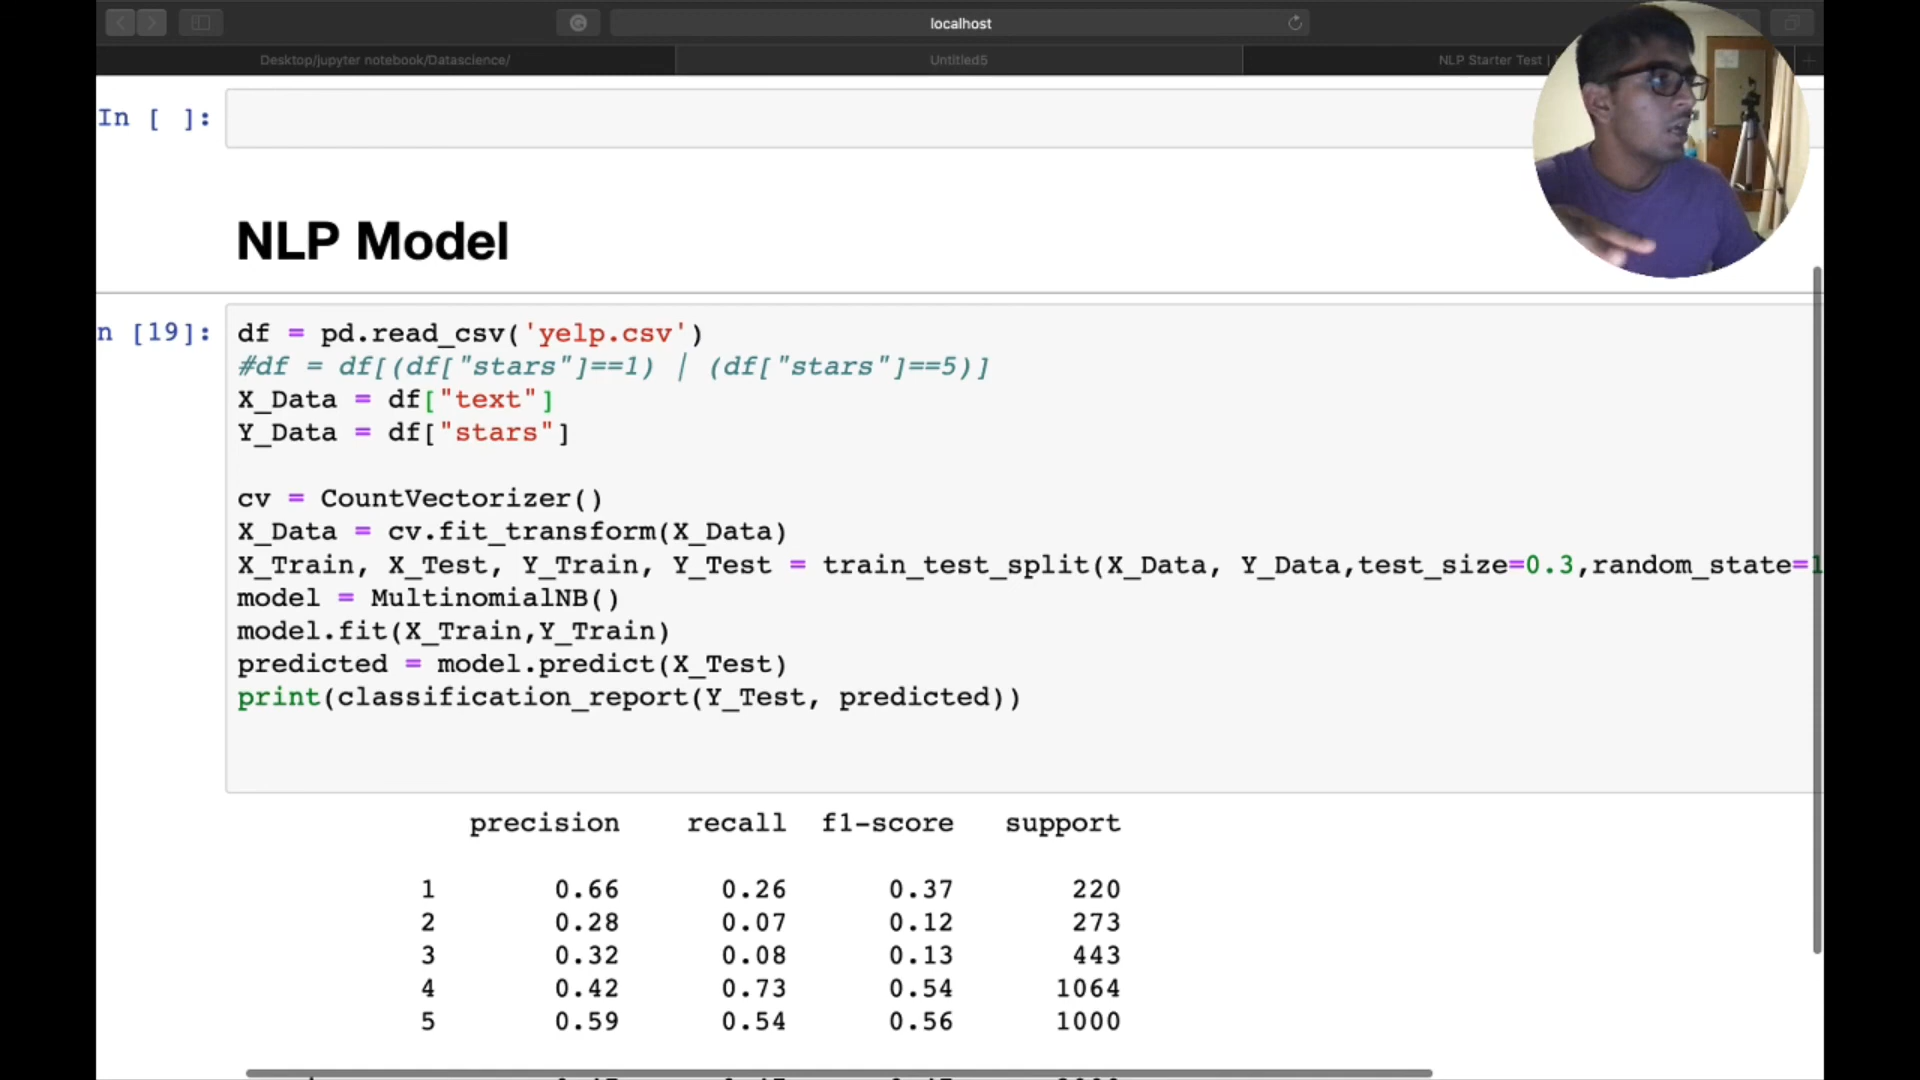 localhost
Desktop/jupyter notebook/Datascience/
Untitled5
NLP Starter Test |
In [ ]:
NLP Model
n [19]:
df = pd.read_csv('yelp.csv')
#df = df[(df["stars"]==1) | (df["stars"]==5)]
X_Data = df["text"]
Y_Data = df["stars"]
cv = CountVectorizer()
X_Data = cv.fit_transform(X_Data)
X_Train, X_Test, Y_Train, Y_Test = train_test_split(X_Data, Y_Data,test_size=0.3,random_state=1
model = MultinomialNB()
model.fit(X_Train,Y_Train)
predicted = model.predict(X_Test)
print(classification_report(Y_Test, predicted))
precision recall f1-score support
1 0.66 0.26 0.37 220
2 0.28 0.07 0.12 273
3 0.32 0.08 0.13 443
4 0.42 0.73 0.54 1064
5 0.59 0.54 0.56 1000